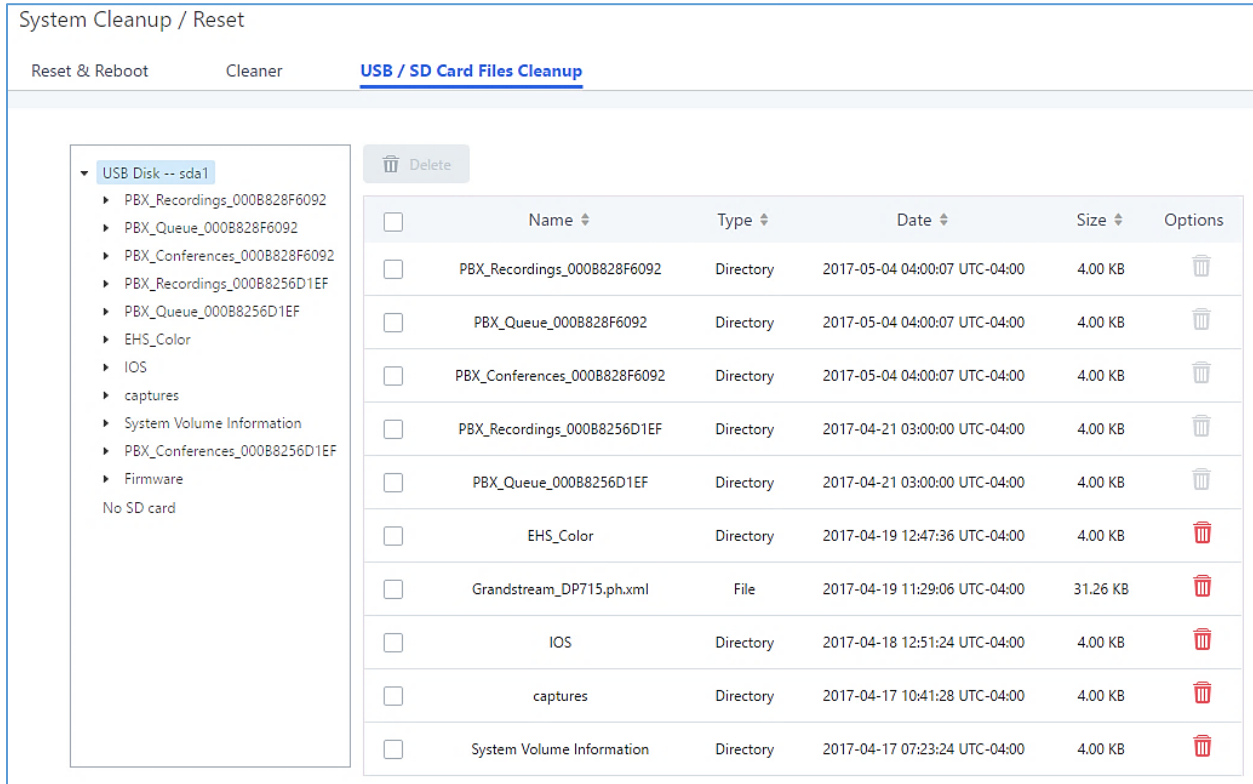 System Cleanup / Reset
Reset & Reboot Cleaner USB / SD Card Files Cleanup
USB Disk -- sda1
PBX_Recordings_000B828F6092
PBX_Queue_000B828F6092
PBX_Conferences_000B828F6092
PBX_Recordings_000B8256D1EF
PBX_Queue_000B8256D1EF
EHS_Color
IOS
captures
System Volume Information
PBX_Conferences_000B8256D1EF
Firmware
No SD card
Delete
Name Type Date Size Options
PBX_Recordings_000B828F6092 Directory 2017-05-04 04:00:07 UTC-04:00 4.00 KB
PBX_Queue_000B828F6092 Directory 2017-05-04 04:00:07 UTC-04:00 4.00 KB
PBX_Conferences_000B828F6092 Directory 2017-05-04 04:00:07 UTC-04:00 4.00 KB
PBX_Recordings_000B8256D1EF Directory 2017-04-21 03:00:00 UTC-04:00 4.00 KB
PBX_Queue_000B8256D1EF Directory 2017-04-21 03:00:00 UTC-04:00 4.00 KB
EHS_Color Directory 2017-04-19 12:47:36 UTC-04:00 4.00 KB
Grandstream_DP715.ph.xml File 2017-04-19 11:29:06 UTC-04:00 31.26 KB
IOS Directory 2017-04-18 12:51:24 UTC-04:00 4.00 KB
captures Directory 2017-04-17 10:41:28 UTC-04:00 4.00 KB
System Volume Information Directory 2017-04-17 07:23:24 UTC-04:00 4.00 KB